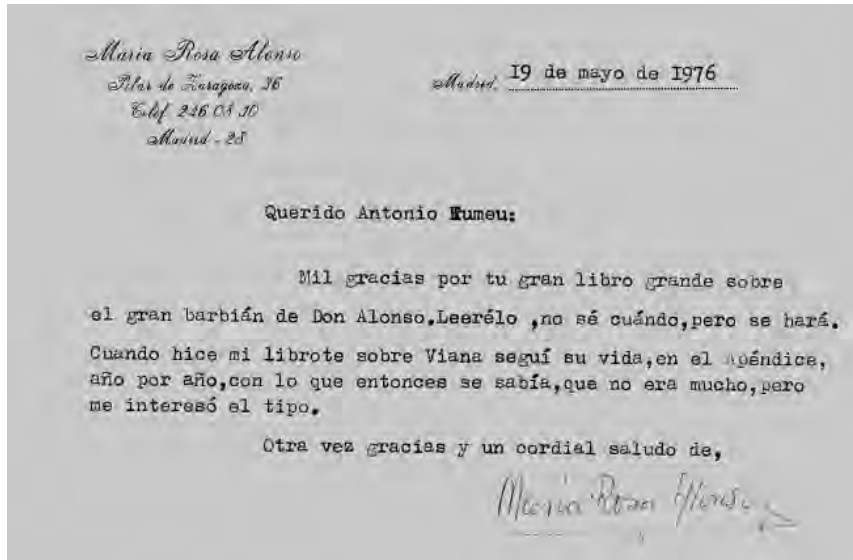 María Rosa Alonso
Pilar de Zaragoza, 36
Teléf. 246 03 30
Madrid - 28
Madrid, I9 de mayo de I976
Querido Antonio Rumeu:
Mil gracias por tu gran libro grande sobre
el gran barbián de Don Alonso.Leerélo ,no sé cuándo,pero se hará.
Cuando hice mi librote sobre Viana seguí su vida,en el Apéndice,
año por año,con lo que entonces se sabía,que no era mucho,pero
me interesó el tipo.
Otra vez gracias y un cordial saludo de,
María Rosa Alonso